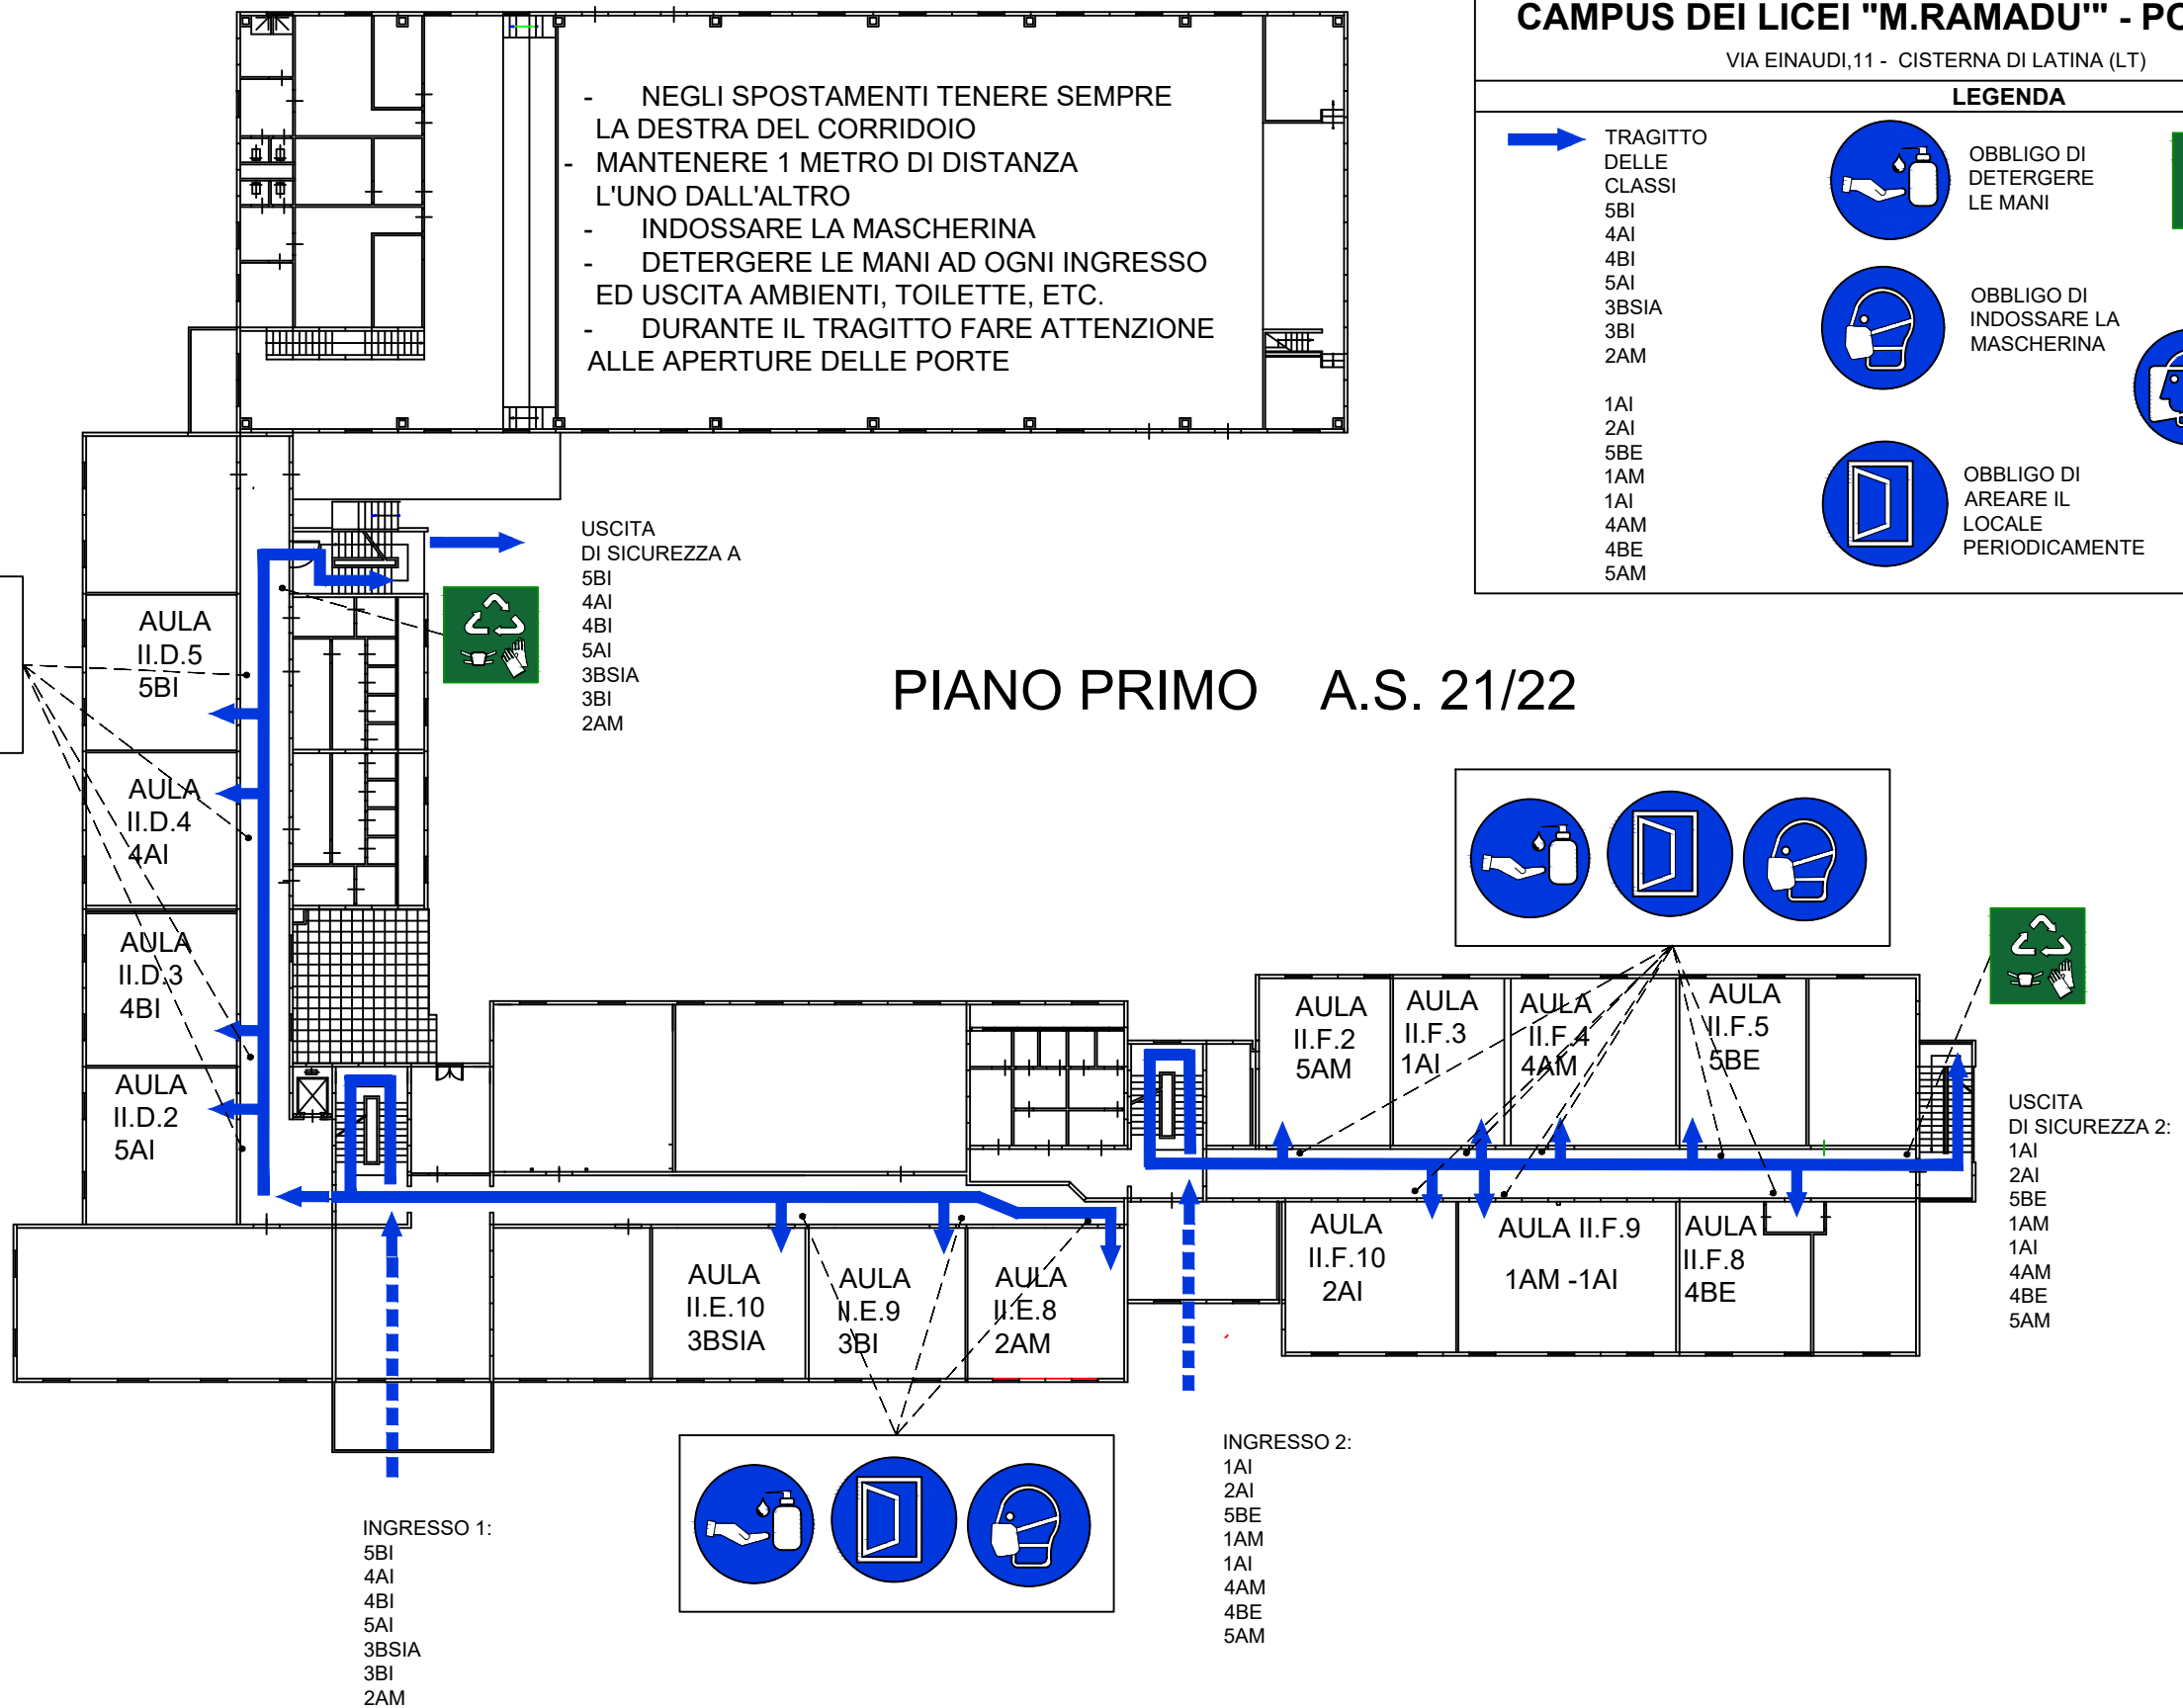 CAMPUS DEI LICEI "M.RAMADU'" - PO
VIA EINAUDI,11 - CISTERNA DI LATINA (LT)
LEGENDA
TRAGITTO
DELLE
CLASSI
5BI
4AI
4BI
5AI
3BSIA
3BI
2AM
1AI
2AI
5BE
1AM
1AI
4AM
4BE
5AM
OBBLIGO DI
DETERGERE
LE MANI
OBBLIGO DI
INDOSSARE LA
MASCHERINA
OBBLIGO DI
AREARE IL
LOCALE
PERIODICAMENTE
- NEGLI SPOSTAMENTI TENERE SEMPRE
LA DESTRA DEL CORRIDOIO
- MANTENERE 1 METRO DI DISTANZA
L'UNO DALL'ALTRO
- INDOSSARE LA MASCHERINA
- DETERGERE LE MANI AD OGNI INGRESSO
ED USCITA AMBIENTI, TOILETTE, ETC.
- DURANTE IL TRAGITTO FARE ATTENZIONE
ALLE APERTURE DELLE PORTE
USCITA
DI SICUREZZA A
5BI
4AI
4BI
5AI
3BSIA
3BI
2AM
PIANO PRIMO A.S. 21/22
AULA
II.D.5
5BI
AULA
II.D.4
4AI
AULA
II.D.3
4BI
AULA
II.D.2
5AI
AULA
II.F.2
5AM
AULA
II.F.3
1AI
AULA
II.F.4
4AM
AULA
II.F.5
5BE
USCITA
DI SICUREZZA 2:
1AI
2AI
5BE
1AM
1AI
4AM
4BE
5AM
AULA
II.E.10
3BSIA
AULA
II.E.9
3BI
AULA
II.E.8
2AM
AULA
II.F.10
2AI
AULA II.F.9
1AM -1AI
AULA
II.F.8
4BE
INGRESSO 1:
5BI
4AI
4BI
5AI
3BSIA
3BI
2AM
INGRESSO 2:
1AI
2AI
5BE
1AM
1AI
4AM
4BE
5AM